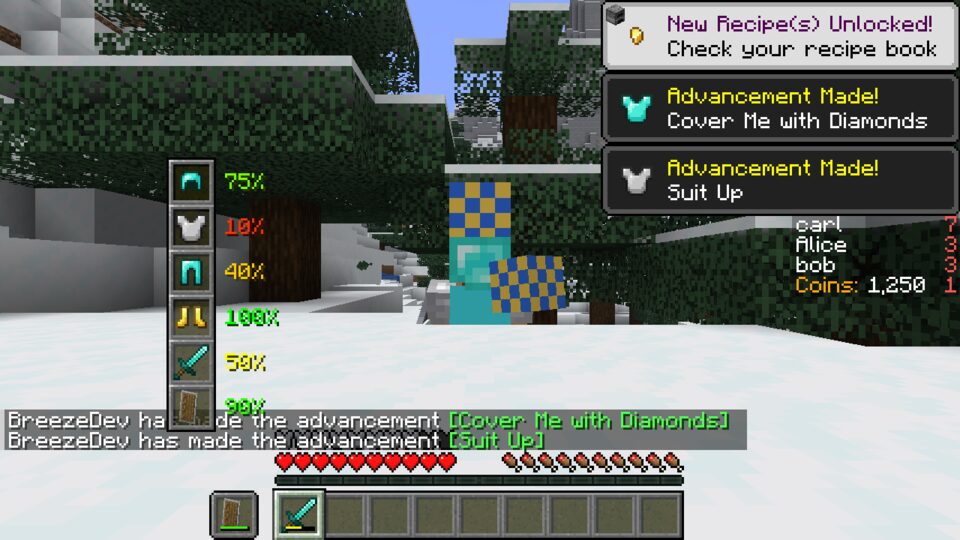 New Recipe(s) Unlocked!
Check your recipe book
Advancement Made!
Cover Me with Diamonds
Advancement Made!
Suit Up
carl 7
Alice 3
bob 3
Coins: 1,250 1
75%
10%
40%
100%
50%
90%
BreezeDev ha de the advancement [Cover Me with Diamonds]
BreezeDev has made the advancement [Suit Up]